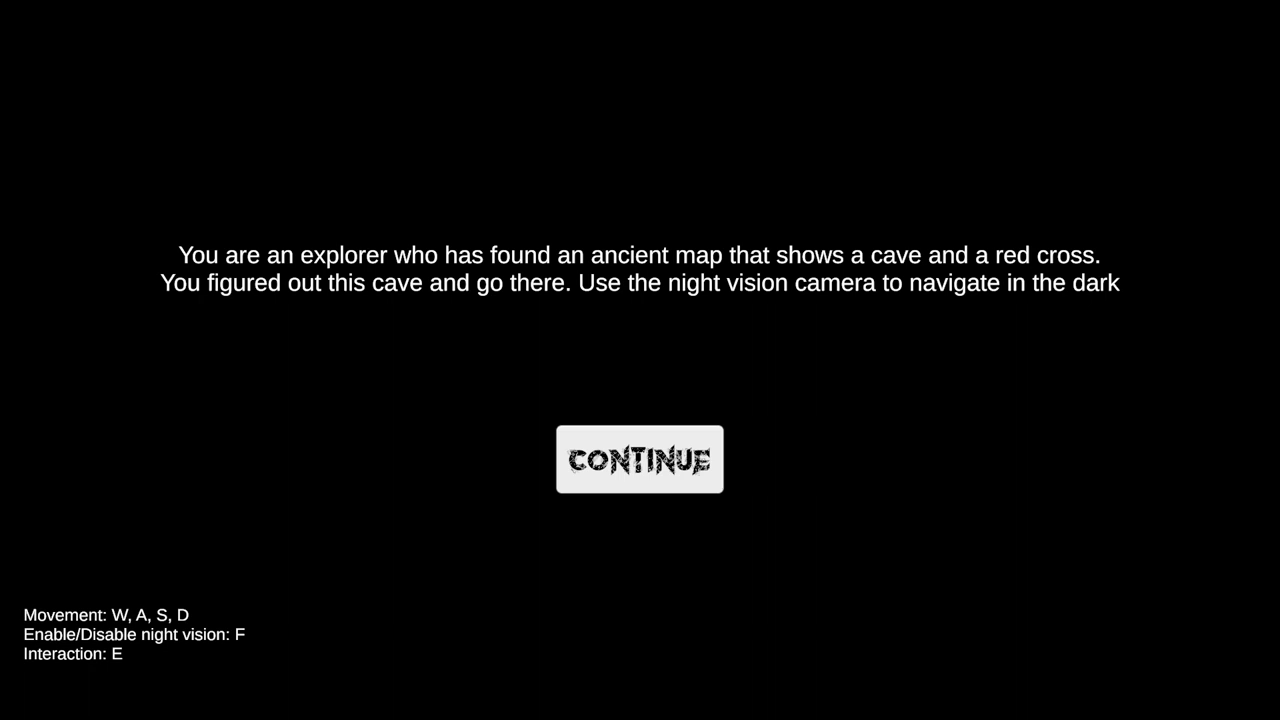 You are an explorer who has found an ancient map that shows a cave and a red cross.
You figured out this cave and go there. Use the night vision camera to navigate in the dark
CONTINUE
Movement: W, A, S, D
Enable/Disable night vision: F
Interaction: E